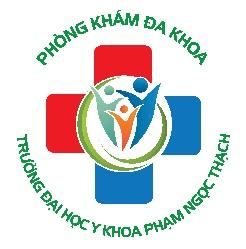 PHÒNG KHÁM ĐA KHOA
TRƯỜNG ĐẠI HỌC Y KHOA PHẠM NGỌC THẠCH